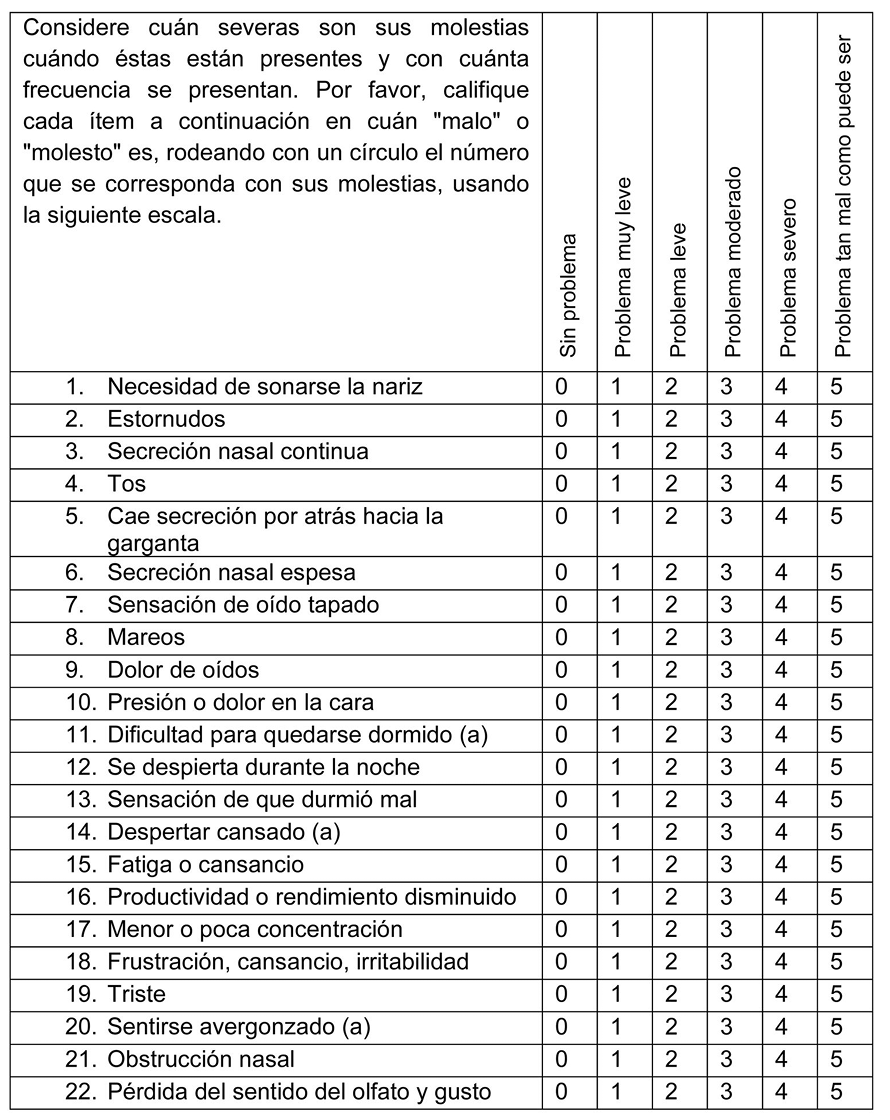 Considere cuán severas son sus molestias
cuándo éstas están presentes y con cuánta
frecuencia se presentan. Por favor, califique
cada ítem a continuación en cuán "malo" o
"molesto" es, rodeando con un círculo el número
que se corresponda con sus molestias, usando
la siguiente escala.
Sin problema
Problema muy leve
Problema leve
Problema moderado
Problema severo
Problema tan mal como puede ser
1. Necesidad de sonarse la nariz 0 1 2 3 4 5
2. Estornudos 0 1 2 3 4 5
3. Secreción nasal continua 0 1 2 3 4 5
4. Tos 0 1 2 3 4 5
5. Cae secreción por atrás hacia la 0 1 2 3 4 5
garganta
6. Secreción nasal espesa 0 1 2 3 4 5
7. Sensación de oído tapado 0 1 2 3 4 5
8. Mareos 0 1 2 3 4 5
9. Dolor de oídos 0 1 2 3 4 5
10. Presión o dolor en la cara 0 1 2 3 4 5
11. Dificultad para quedarse dormido (a) 0 1 2 3 4 5
12. Se despierta durante la noche 0 1 2 3 4 5
13. Sensación de que durmió mal 0 1 2 3 4 5
14. Despertar cansado (a) 0 1 2 3 4 5
15. Fatiga o cansancio 0 1 2 3 4 5
16. Productividad o rendimiento disminuido 0 1 2 3 4 5
17. Menor o poca concentración 0 1 2 3 4 5
18. Frustración, cansancio, irritabilidad 0 1 2 3 4 5
19. Triste 0 1 2 3 4 5
20. Sentirse avergonzado (a) 0 1 2 3 4 5
21. Obstrucción nasal 0 1 2 3 4 5
22. Pérdida del sentido del olfato y gusto 0 1 2 3 4 5